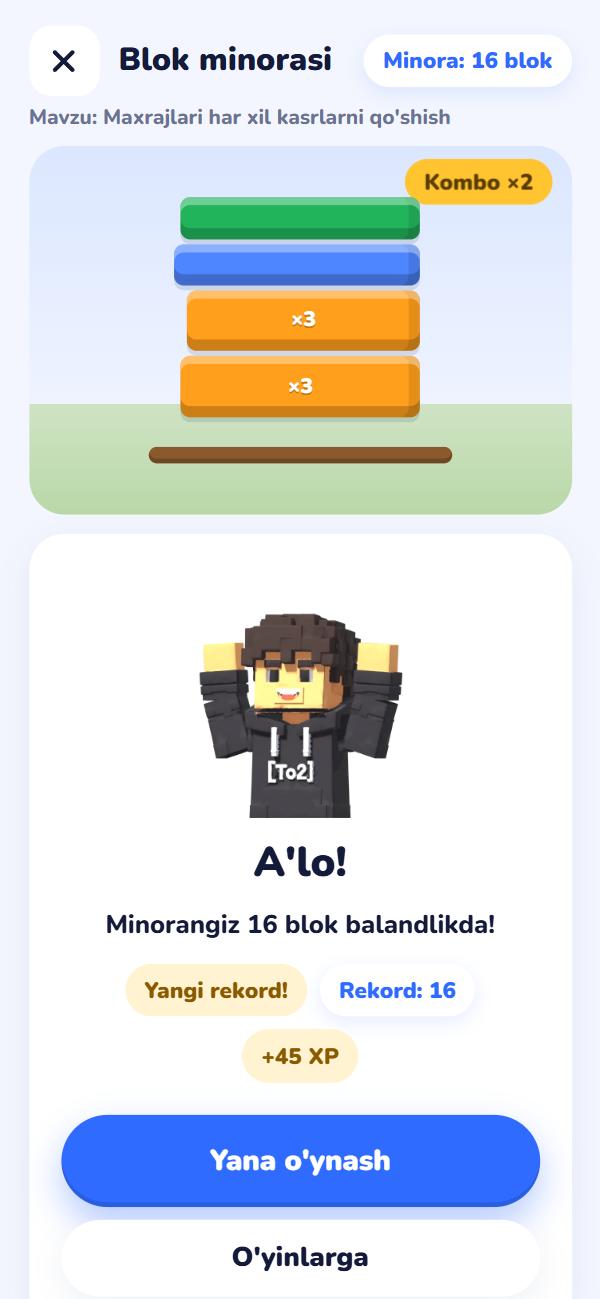 Blok minorasi
Minora: 16 blok
Mavzu: Maxrajlari har xil kasrlarni qo'shish
Kombo ×2
×3
×3
[To2]
A'lo!
Minorangiz 16 blok balandlikda!
Yangi rekord!
Rekord: 16
+45 XP
Yana o'ynash
O'yinlarga